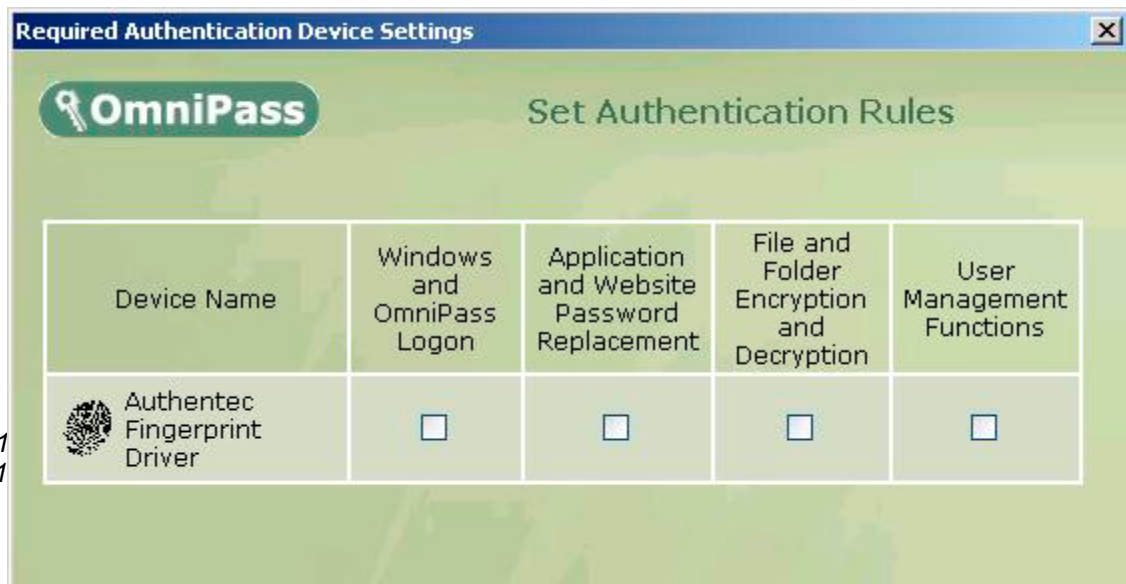 Required Authentication Device Settings
OmniPass
Set Authentication Rules
Device Name
Windows
and
OmniPass
Logon
Application
and Website
Password
Replacement
File and
Folder
Encryption
and
Decryption
User
Management
Functions
Authentec
Fingerprint
Driver
1
1